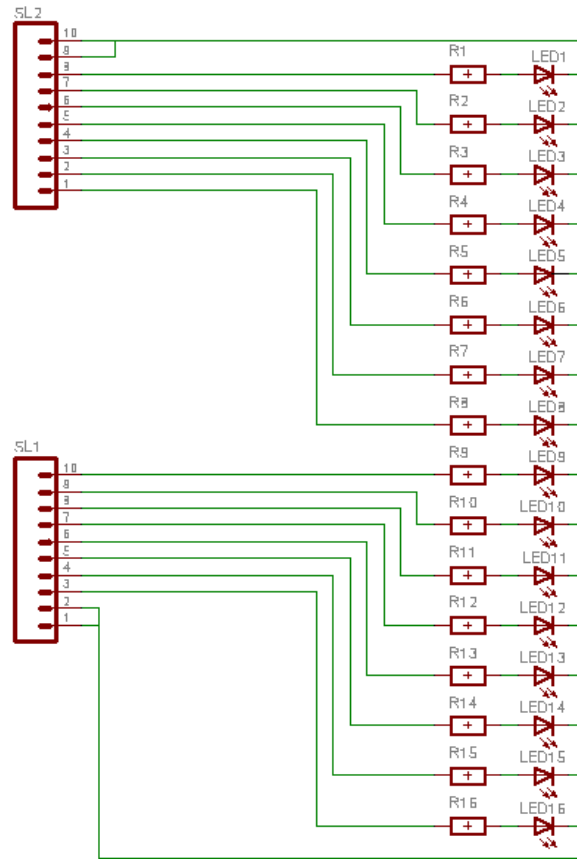 SL2
10
9
8
7
6
5
4
3
2
1
R1 LED1
R2 LED2
R3 LED3
R4 LED4
R5 LED5
R6 LED6
R7 LED7
R8 LED8
SL1
10
9
8
7
6
5
4
3
2
1
R9 LED9
R10 LED10
R11 LED11
R12 LED12
R13 LED13
R14 LED14
R15 LED15
R16 LED16